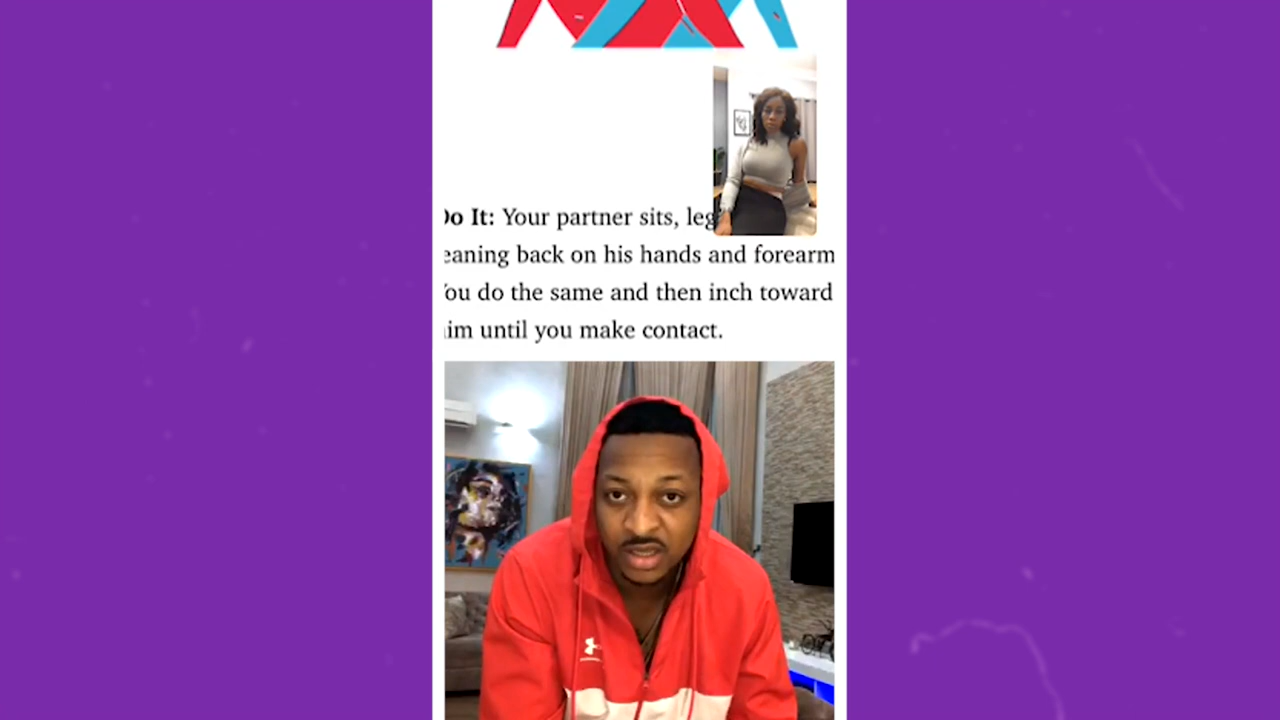 Do It: Your partner sits, leg
eaning back on his hands and forearm
You do the same and then inch toward
im until you make contact.